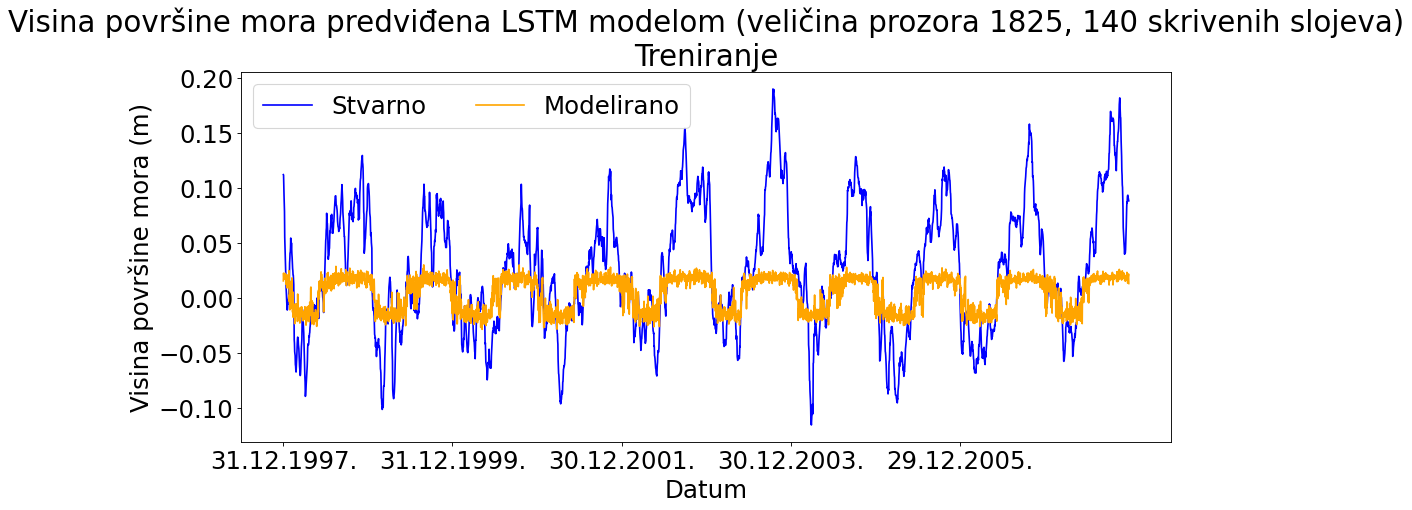 Visina površine mora predviđena LSTM modelom (veličina prozora 1825, 140 skrivenih slojeva)
Treniranje
Stvarno Modelirano
Visina površine mora (m)
0.20
0.15
0.10
0.05
0.00
−0.05
−0.10
31.12.1997. 31.12.1999. 30.12.2001. 30.12.2003. 29.12.2005.
Datum